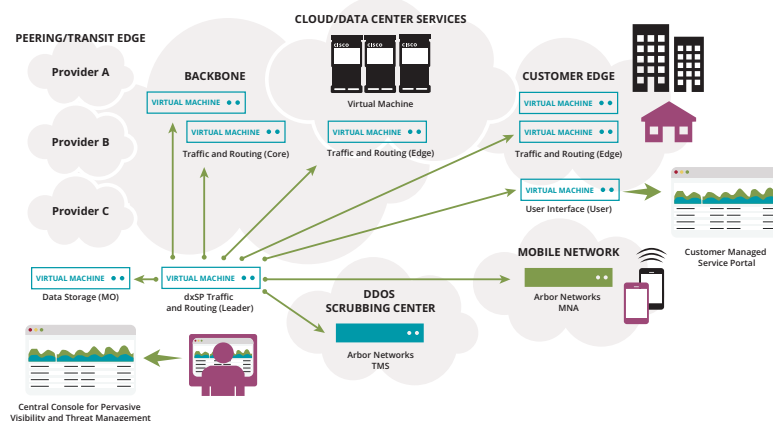 CLOUD/DATA CENTER SERVICES
PEERING/TRANSIT EDGE
Provider A
Provider B
Provider C
BACKBONE
VIRTUAL MACHINE
VIRTUAL MACHINE
Traffic and Routing (Core)
CISCO CISCO CISCO
Virtual Machine
VIRTUAL MACHINE
Traffic and Routing (Edge)
CUSTOMER EDGE
VIRTUAL MACHINE
VIRTUAL MACHINE
Traffic and Routing (Edge)
VIRTUAL MACHINE
User Interface (User)
Customer Managed
Service Portal
VIRTUAL MACHINE
Data Storage (MO)
VIRTUAL MACHINE
dxSP Traffic
and Routing (Leader)
DDOS
SCRUBBING CENTER
Arbor Networks
TMS
MOBILE NETWORK
Arbor Networks
MNA
Central Console for Pervasive
Visibility and Threat Management